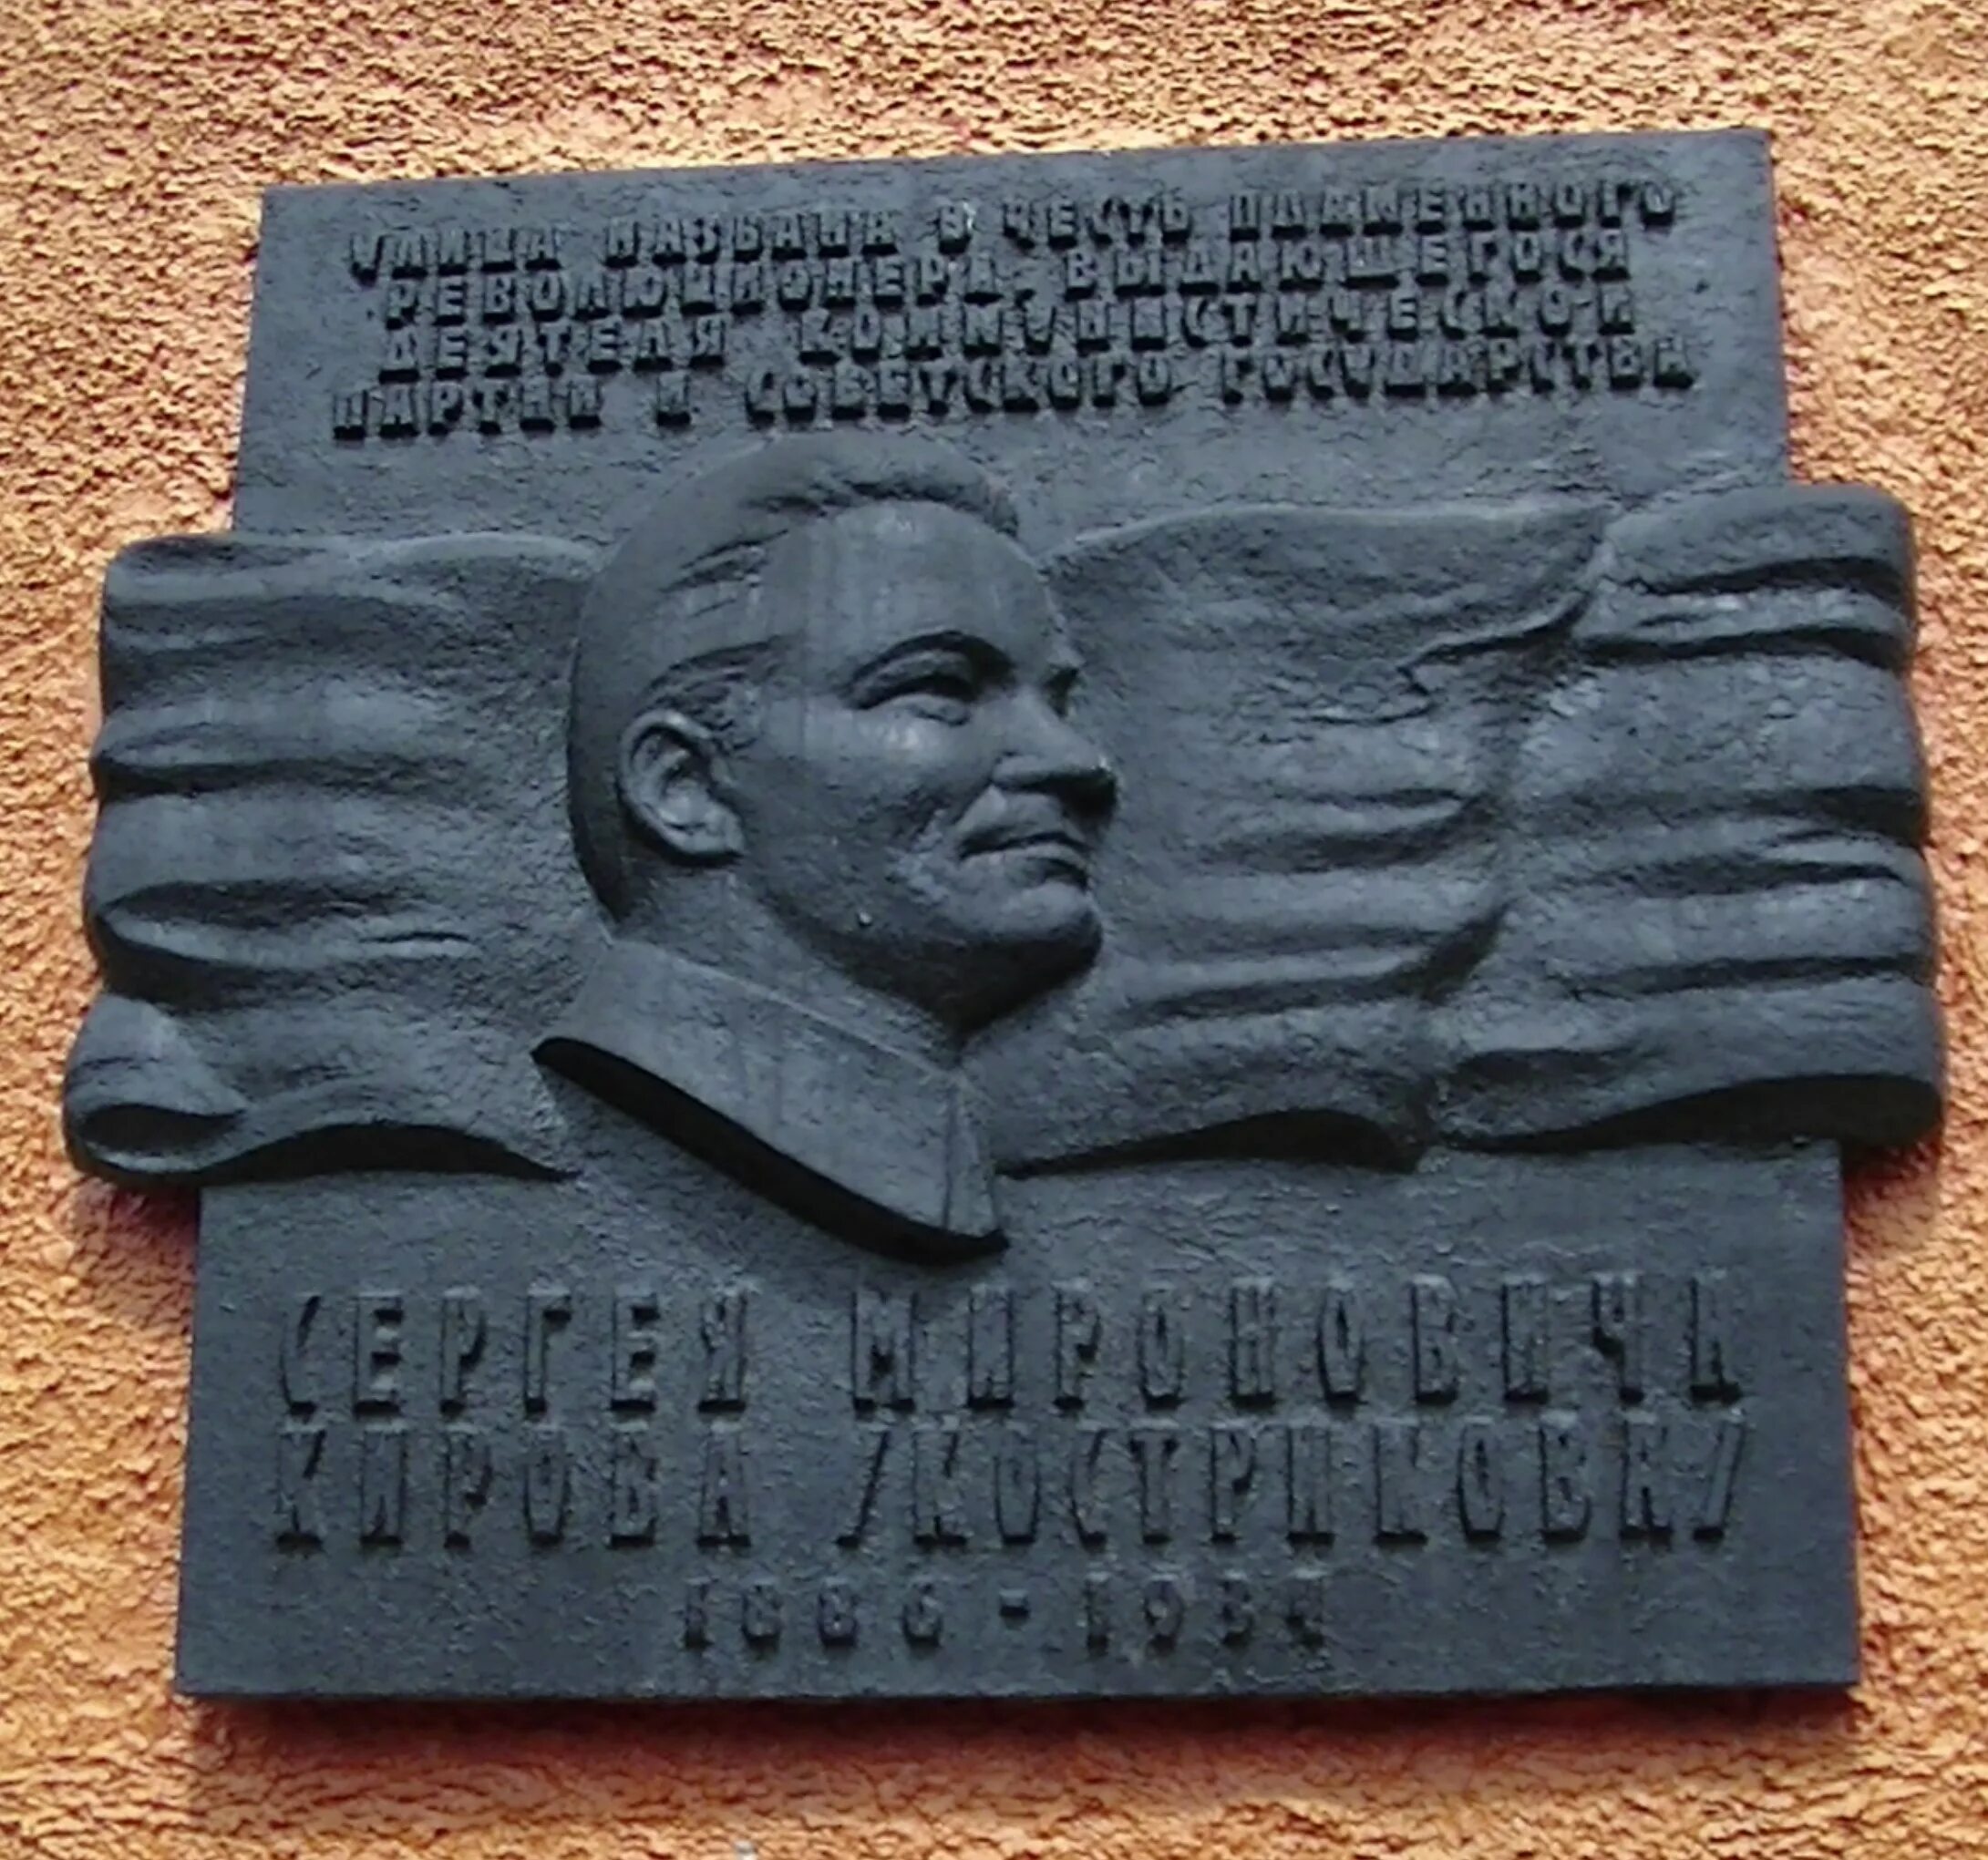 УЛИЦА НАЗВАНА В ЧЕСТЬ ПЛАМЕННОГО
РЕВОЛЮЦИОНЕРА, ВЫДАЮЩЕГОСЯ
ДЕЯТЕЛЯ КОММУНИСТИЧЕСКОЙ
ПАРТИИ И СОВЕТСКОГО ГОСУДАРСТВА
СЕРГЕЯ МИРОНОВИЧА
КИРОВА /КОСТРИКОВА/
1886-1934